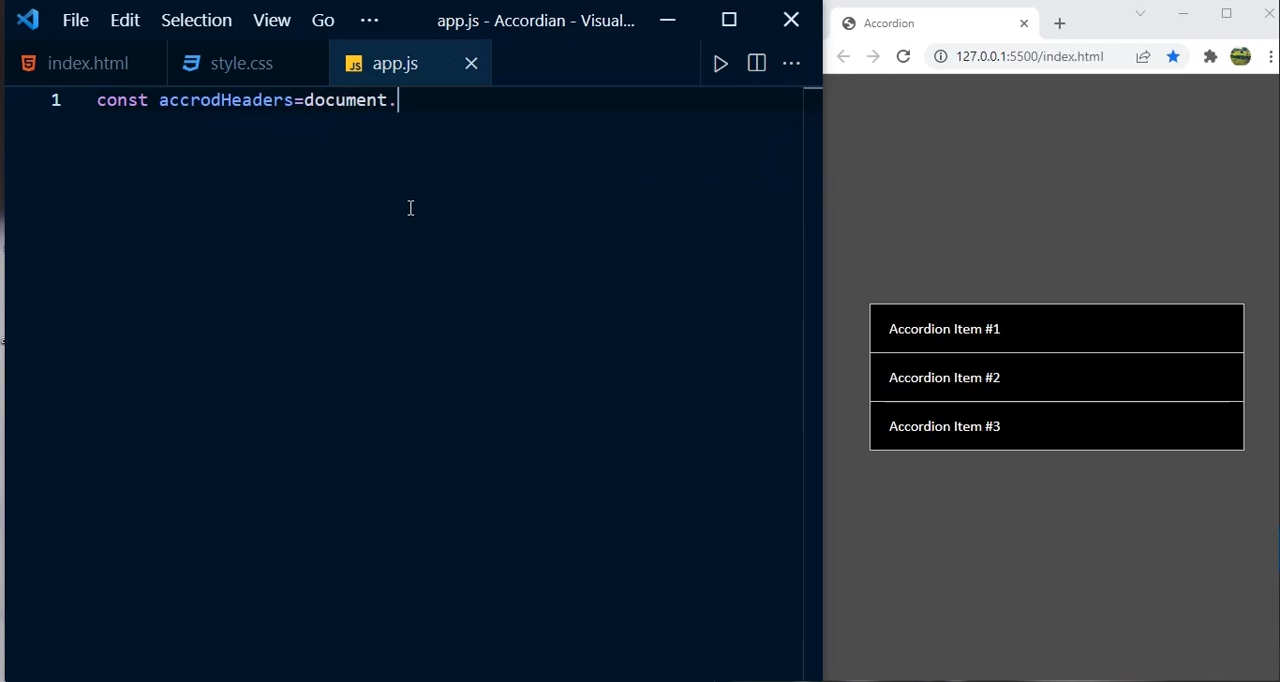 File Edit Selection View Go ··· app.js - Accordian - Visual...
index.html style.css JS app.js
1 const accrodHeaders=document.
Accordion
127.0.0.1:5500/index.html
Accordion Item #1
Accordion Item #2
Accordion Item #3